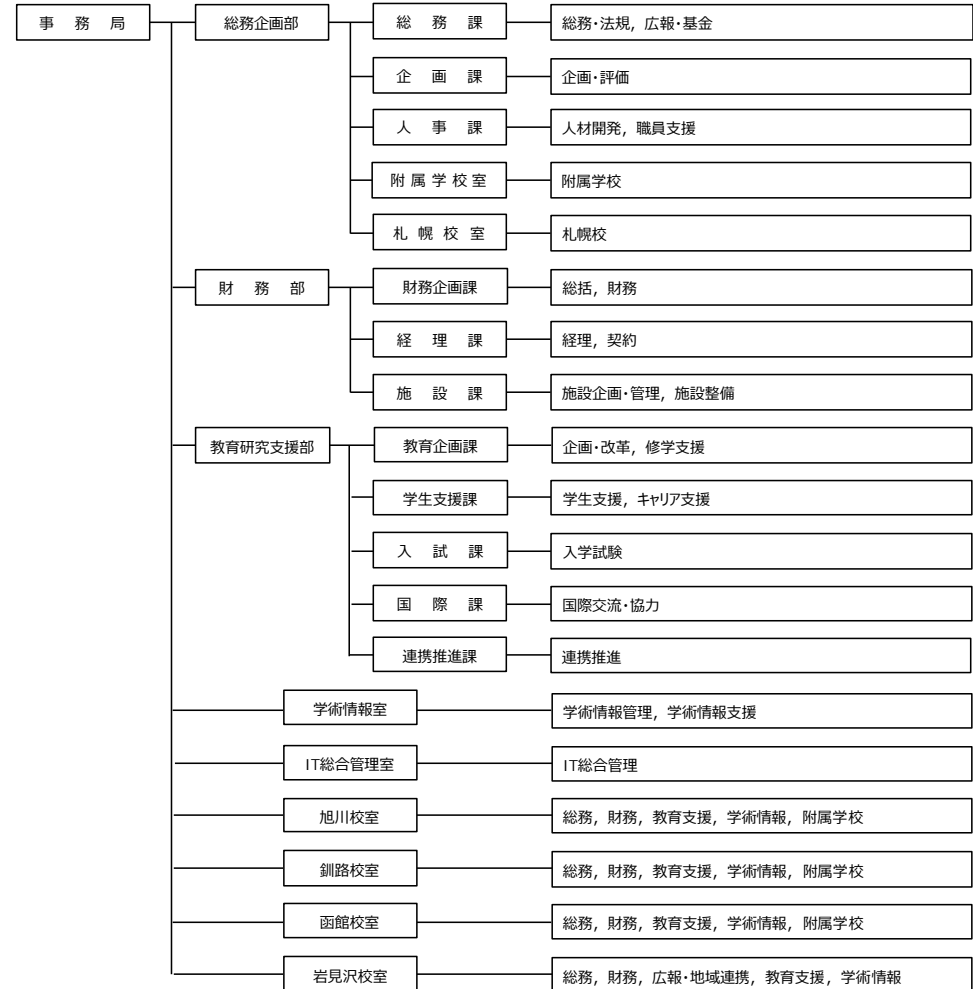 事務局 総務企画部 総務課 総務・法規，広報・基金
企画課 企画・評価
人事課 人材開発，職員支援
附属学校室 附属学校
札幌校室 札幌校
財務部 財務企画課 総括，財務
経理課 経理，契約
施設課 施設企画・管理，施設整備
教育研究支援部 教育企画課 企画・改革，修学支援
学生支援課 学生支援，キャリア支援
入試課 入学試験
国際課 国際交流・協力
連携推進課 連携推進
学術情報室 学術情報管理，学術情報支援
IT総合管理室 IT総合管理
旭川校室 総務，財務，教育支援，学術情報，附属学校
釧路校室 総務，財務，教育支援，学術情報，附属学校
函館校室 総務，財務，教育支援，学術情報，附属学校
岩見沢校室 総務，財務，広報・地域連携，教育支援，学術情報